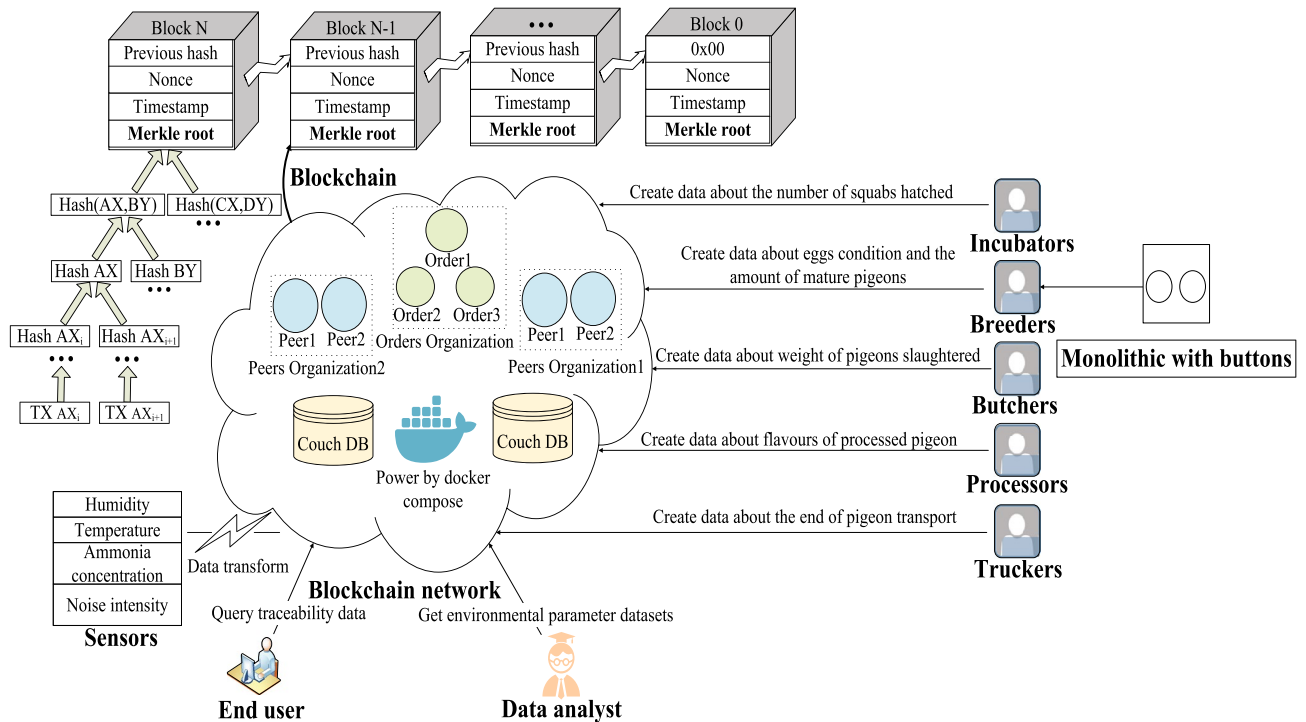 Block N
Previous hash
Nonce
Timestamp
Merkle root
Block N-1
Previous hash
Nonce
Timestamp
Merkle root
•••
Previous hash
Nonce
Timestamp
Merkle root
Block 0
0x00
Nonce
Timestamp
Merkle root
Hash(AX,BY)
Hash(CX,DY)
•••
Hash AX
Hash BY
•••
Hash AXi
Hash AXi+1
•••
•••
TX AXi
TX AXi+1
Blockchain
Order1
Order2
Order3
Orders Organization
Peer1
Peer2
Peers Organization2
Peer1
Peer2
Peers Organization1
Couch DB
Couch DB
Power by docker
compose
Blockchain network
Create data about the number of squabs hatched
Incubators
Create data about eggs condition and the
amount of mature pigeons
Breeders
Monolithic with buttons
Create data about weight of pigeons slaughtered
Butchers
Create data about flavours of processed pigeon
Processors
Create data about the end of pigeon transport
Truckers
Humidity
Temperature
Ammonia
concentration
Noise intensity
Sensors
Data transform
Query traceability data
End user
Get environmental parameter datasets
Data analyst